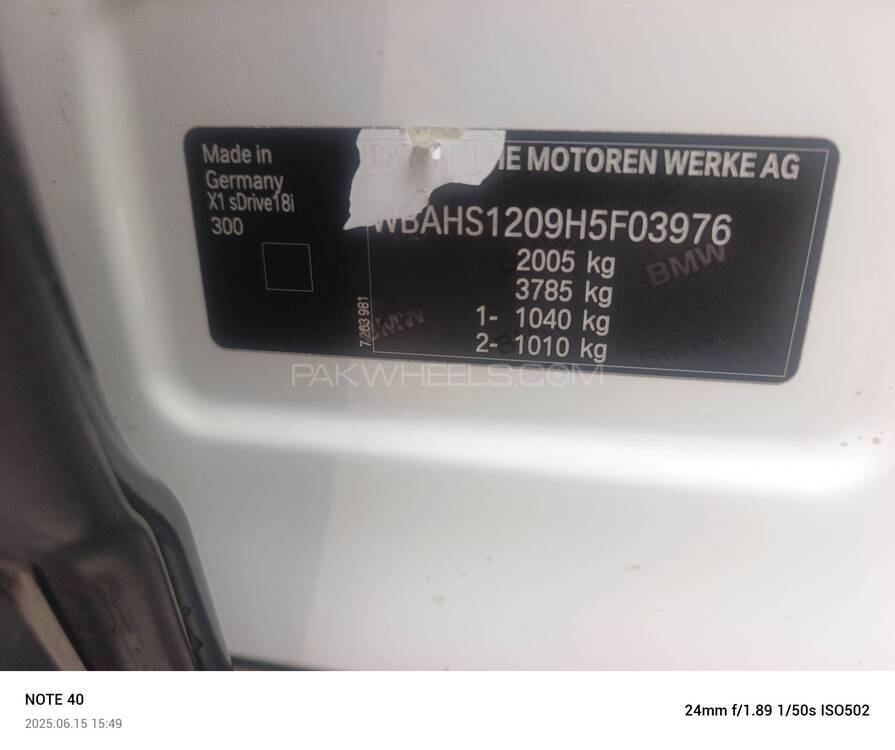 Made in
Germany
X1 sDrive18i
300
MOTOREN WERKE AG
WBAHS1209H5F03976
2005 kg
3785 kg
1- 1040 kg
2- 1010 kg
7 263 981
BMW
BMW
PAKWHEELS.COM
NOTE 40
2025.06.15 15:49
24mm f/1.89 1/50s ISO502